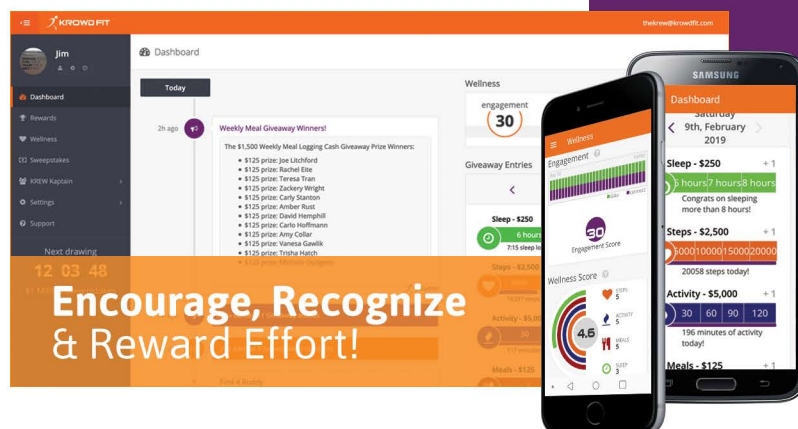 KROWD FIT
thekrew@krowdfit.com
Jim
Dashboard
Rewards
Wellness
Sweepstakes
KREW Kaptain
Settings
Support
Next drawing
12 03 48
Dashboard
Today
2h ago
Weekly Meal Giveaway Winners!
The $1,500 Weekly Meal Logging Cash Giveaway Prize Winners:
$125 prize: Joe Litchford
$125 prize: Rachel Eite
$125 prize: Teresa Tran
$125 prize: Zackery Wright
$125 prize: Carly Stanton
$125 prize: Amber Rust
$125 prize: David Hemphill
$125 prize: Carlo Hoffmann
$125 prize: Amy Collar
$125 prize: Vanesa Gawlik
$125 prize: Trisha Hatch
Wellness
engagement
30
Giveaway Entries
Sleep - $250
6 hours
Steps - $2,500
Activity - $5,000
30
Meals - $125
Encourage, Recognize
& Reward Effort!
Wellness
Engagement
30
Engagement Score
Wellness Score
4.5
STEPS
5
ACTIVITY
5
MEALS
5
SLEEP
3
SAMSUNG
Dashboard
Saturday
9th, February
2019
Sleep - $250 +1
hours 7 hours 8 hours
Congrats on sleeping
more than 8 hours!
Steps - $2,500 +1
5000 10000 15000 20000
20058 steps today!
Activity - $5,000 +1
30 60 90 120
196 minutes of activity
today!
Meals - $125 +1